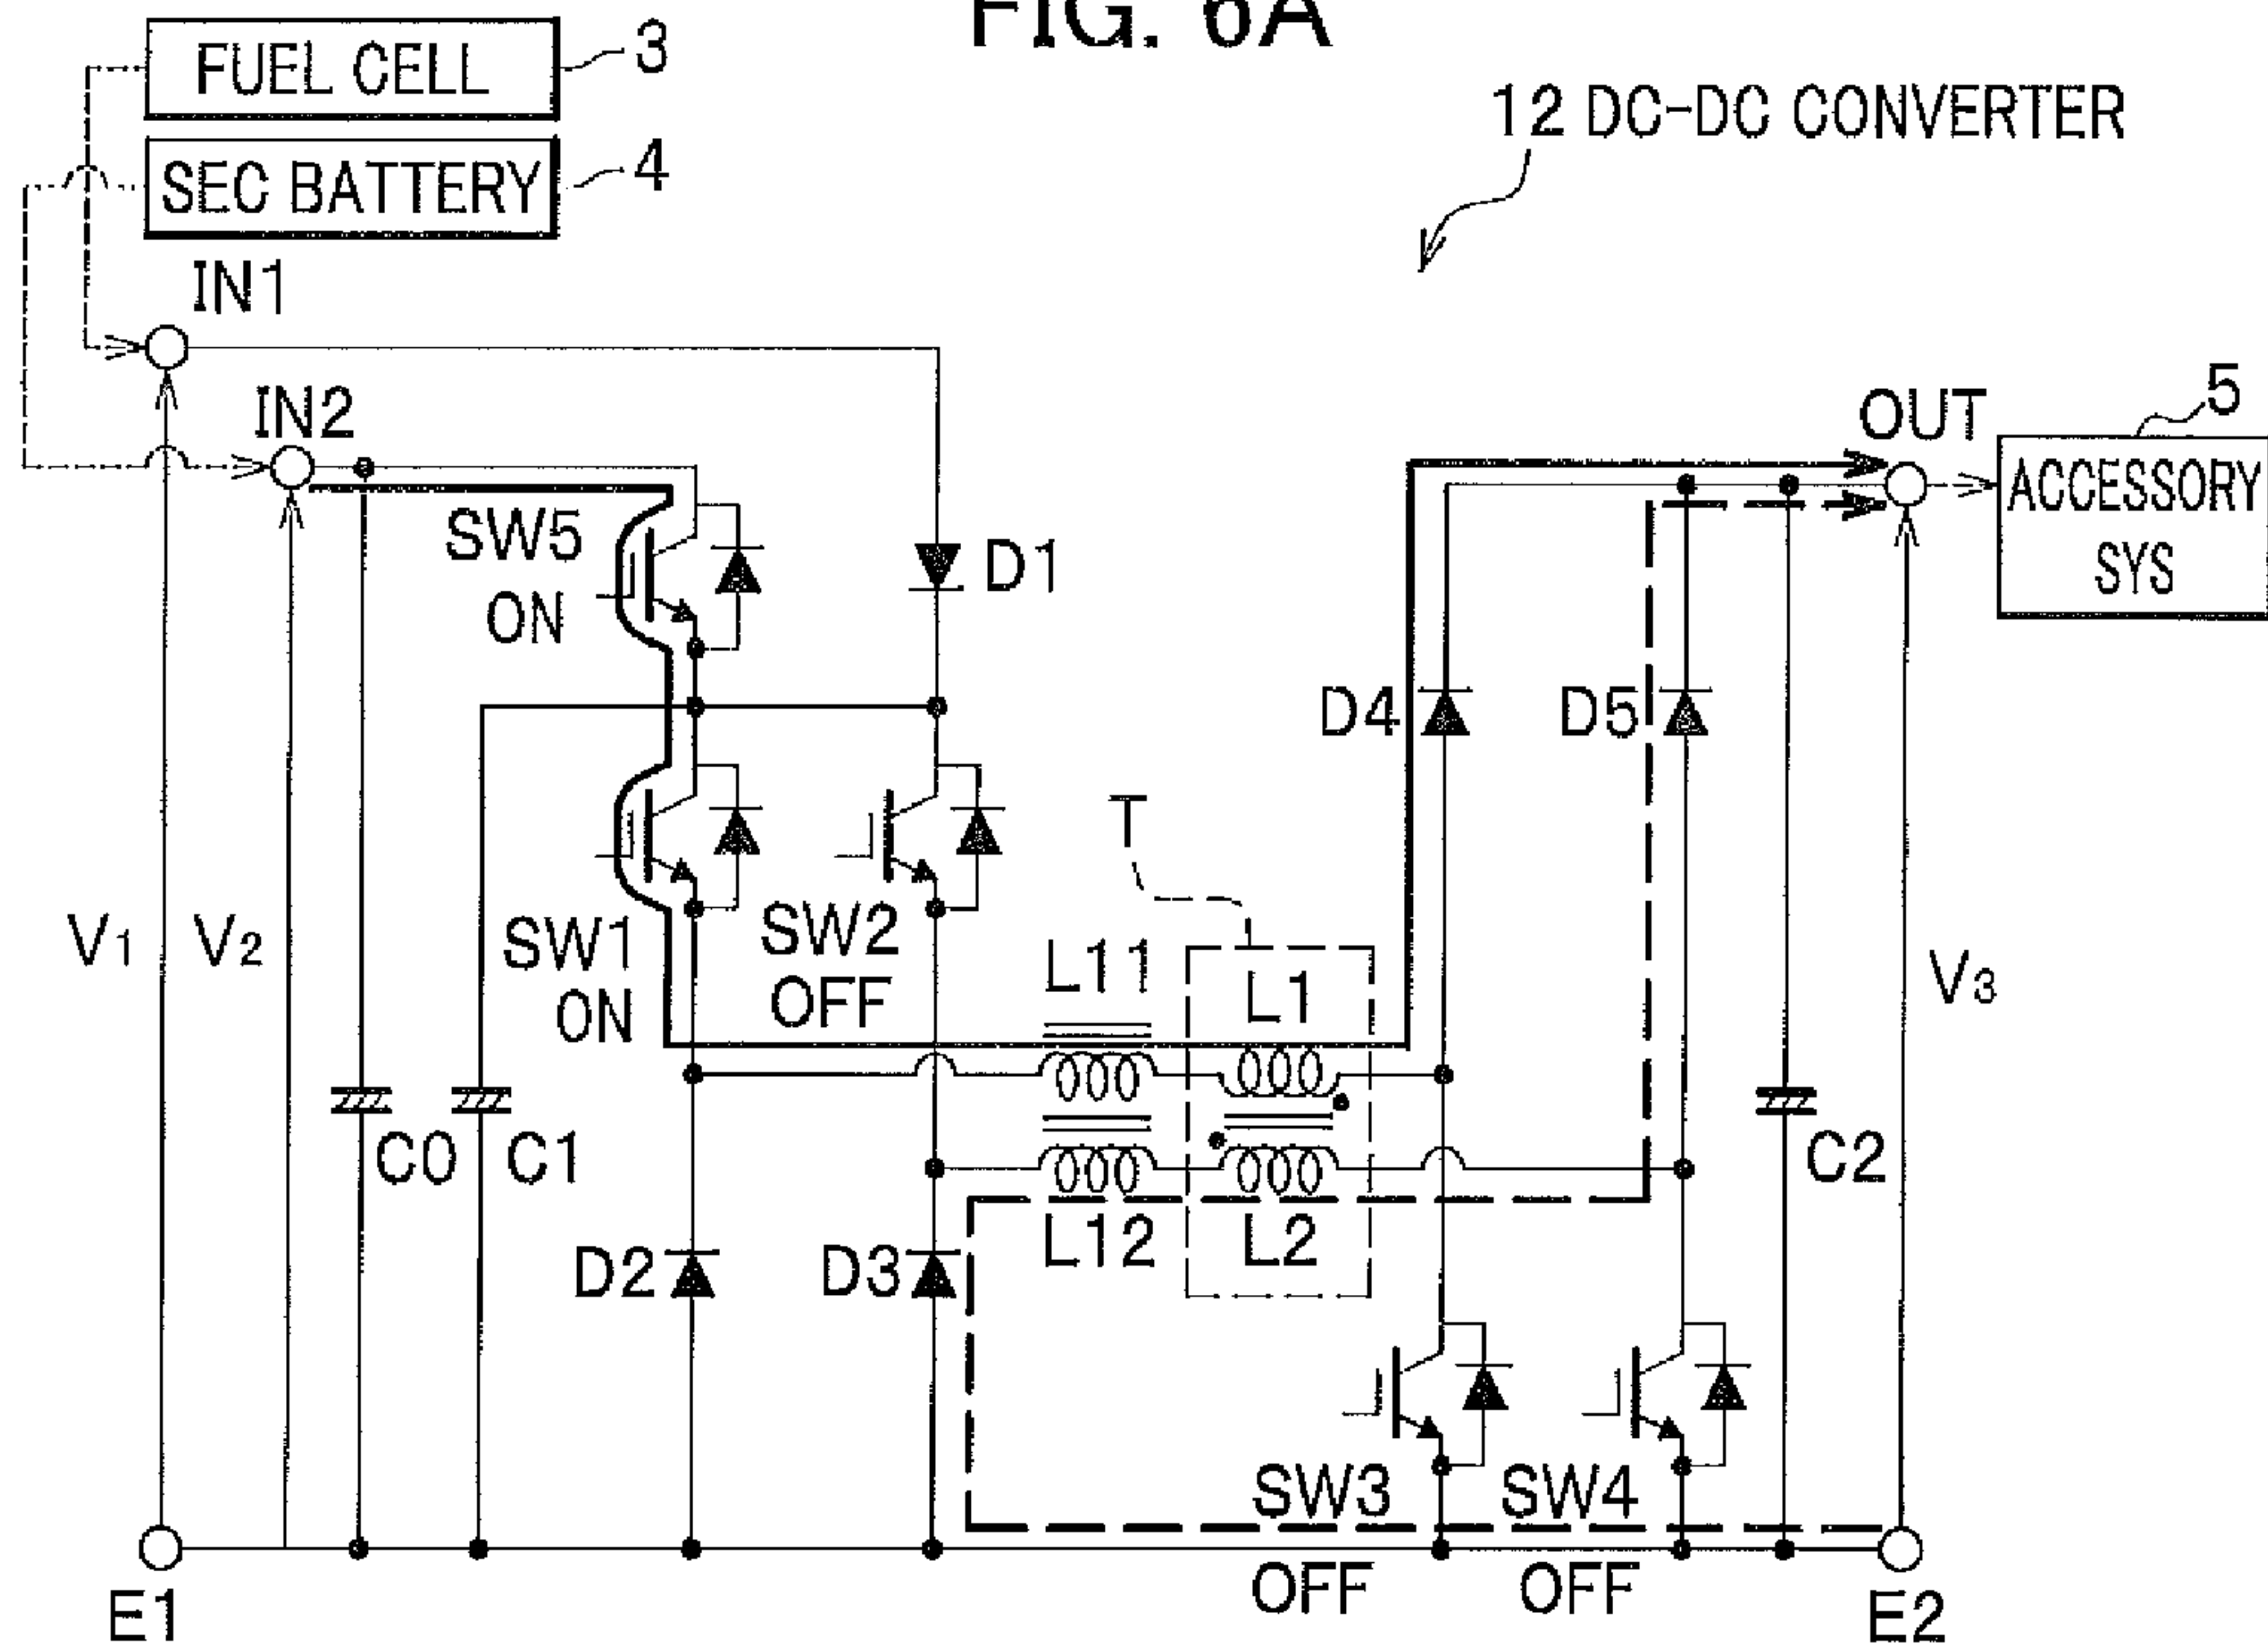 FIG. 6A
FUEL CELL
3
SEC BATTERY
4
12 DC-DC CONVERTER
IN1
IN2
OUT
5
ACCESSORY
SYS
SW5
ON
D1
D4
D5
T
V1
V2
SW1
ON
SW2
OFF
L11
L1
V3
C0
C1
C2
L12
L2
D2
D3
SW3
SW4
OFF
OFF
E1
E2